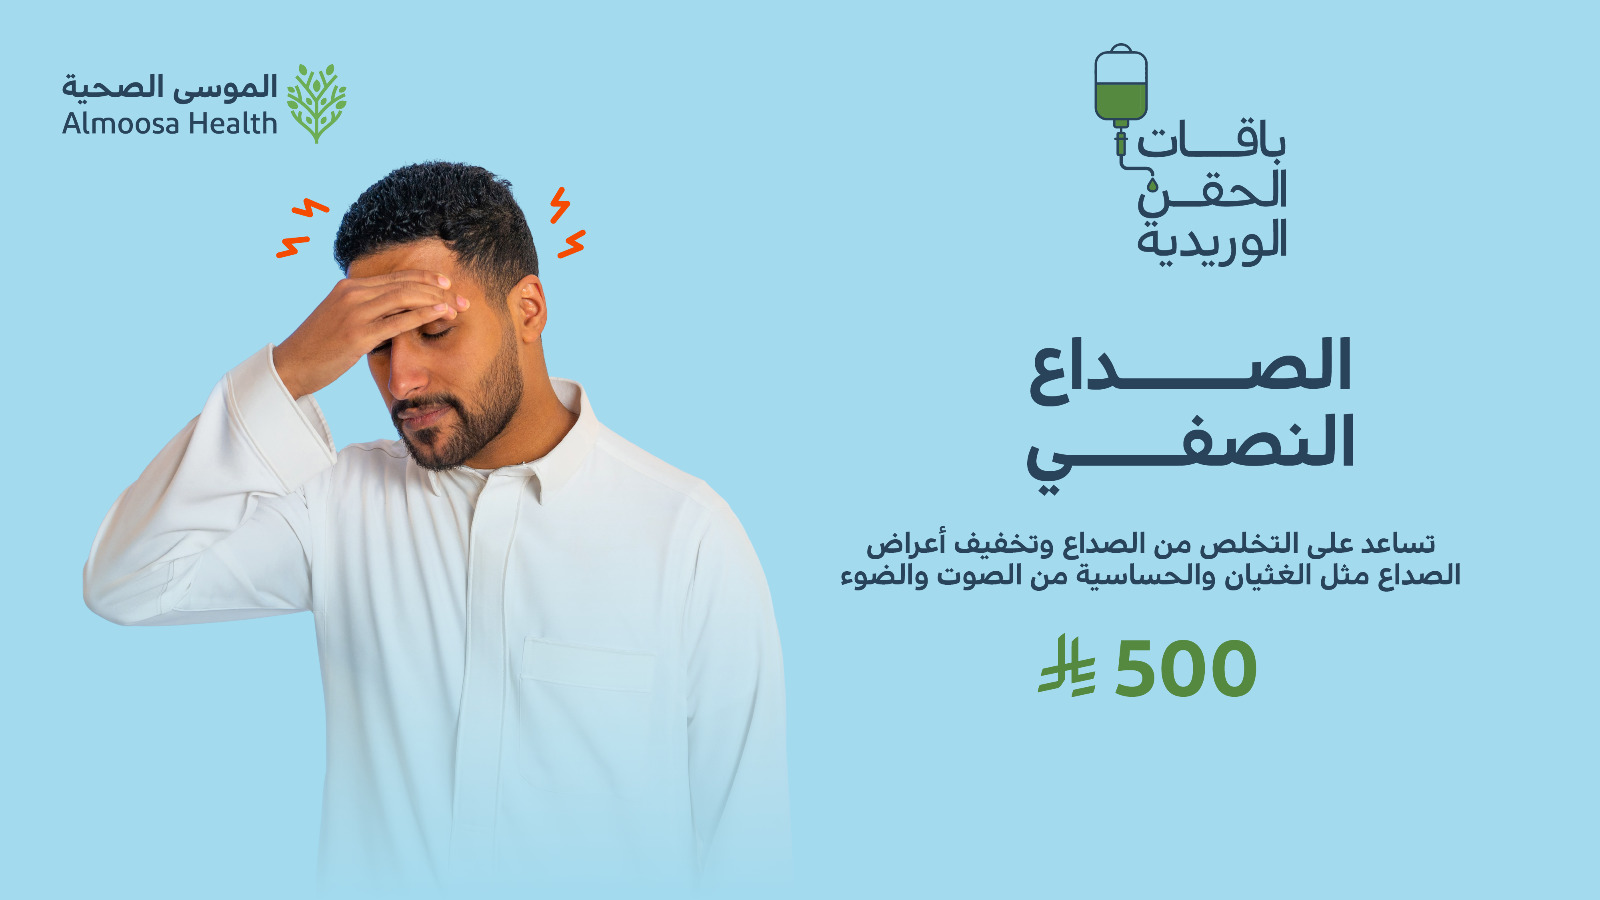 الموسى الصحية
Almoosa Health
باقات
الحقن
الوريدية
الصداع
النصفي
تساعد على التخلص من الصداع وتخفيف أعراض
الصداع مثل الغثيان والحساسية من الصوت والضوء
500 ⃁